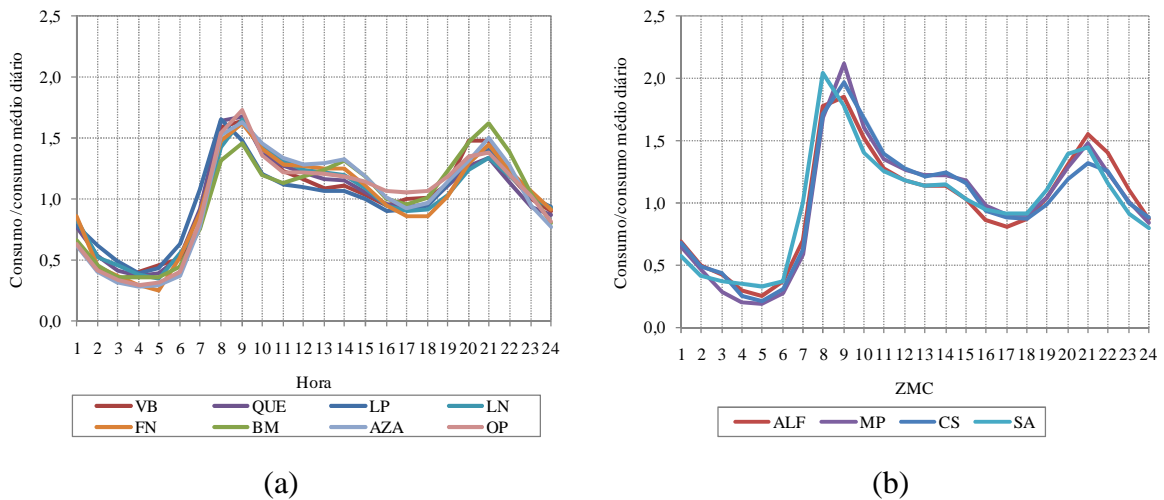 2,5
2,0
1,5
1,0
0,5
0,0
Consumo /consumo médio diário
1 2 3 4 5 6 7 8 9 10 11 12 13 14 15 16 17 18 19 20 21 22 23 24
Hora
VB QUE LP LN
FN BM AZA OP
(a)
2,5
2,0
1,5
1,0
0,5
0,0
Consumo/consumo médio diário
1 2 3 4 5 6 7 8 9 10 11 12 13 14 15 16 17 18 19 20 21 22 23 24
ZMC
ALF MP CS SA
(b)